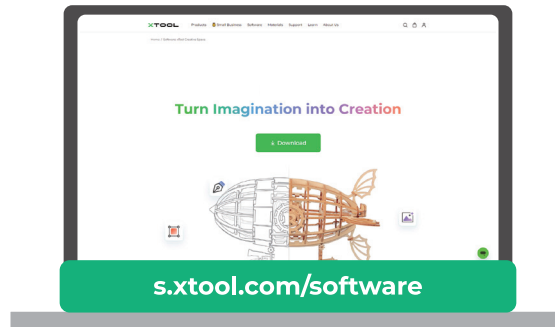 XTOOL Products Small Business Software Materials Support Learn About Us
Turn Imagination into Creation
Download
s.xtool.com/software